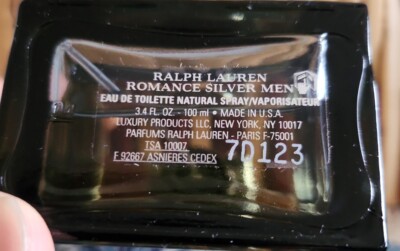 RALPH LAUREN
ROMANCE SILVER MEN
EAU DE TOILETTE NATURAL SPRAY/VAPORISATEUR
3.4 FL. OZ. - 100 ml • MADE IN U.S.A.
LUXURY PRODUCTS LLC, NEW YORK, NY 10017
PARFUMS RALPH LAUREN - PARIS F-75001
TSA 10007
F 92667 ASNIERES CEDEX 7D123